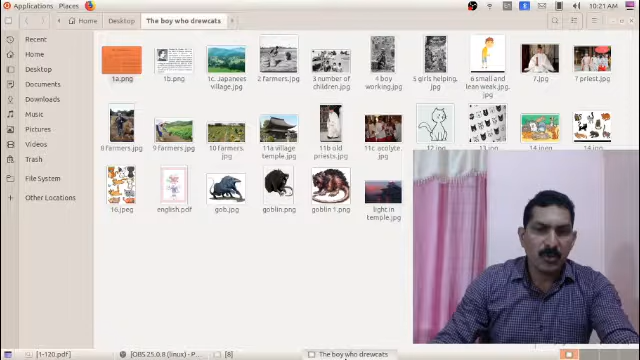 Applications Places
10:21 AM
Home
Desktop
The boy who drewcats
Recent
Home
Desktop
Documents
Downloads
Music
Pictures
Videos
Trash
File System
Other Locations
1a.png
1b.png
1c. Japanees village.jpg
2 farmers.jpg
3 number of children.jpg
4 boy working.jpg
5 girls helping.jpg
6 small and lean weak.jpg.jpg
7.jpg
7 priest.jpg
8 farmers.jpg
9 farmers.jpg
10 farmers.jpg
11a village temple.jpg
11b old priests.jpg
11c acolyte.jpg
16.jpeg
english.pdf
gob.jpg
goblin.png
goblin 1.png
light in temple.jpg
[1-120.pdf]
[OBS 25.0.8 (linux) - P...
[8]
The boy who drewcats